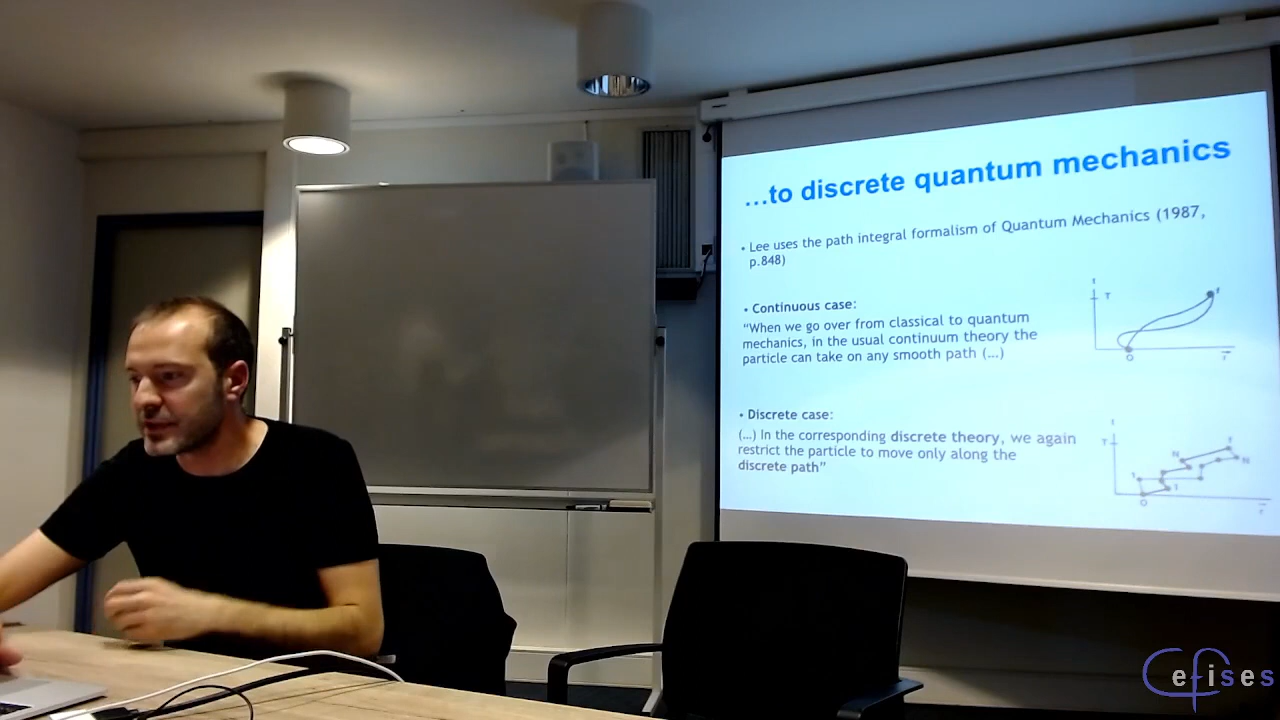 ...to discrete quantum mechanics
• Lee uses the path integral formalism of Quantum Mechanics (1987,
p.848)
• Continuous case:
“When we go over from classical to quantum
mechanics, in the usual continuum theory the
particle can take on any smooth path (...)
T
f
O
• Discrete case:
(...) In the corresponding discrete theory, we again
restrict the particle to move only along the
discrete path”
T
N
f
N
1
1
O
Cefises